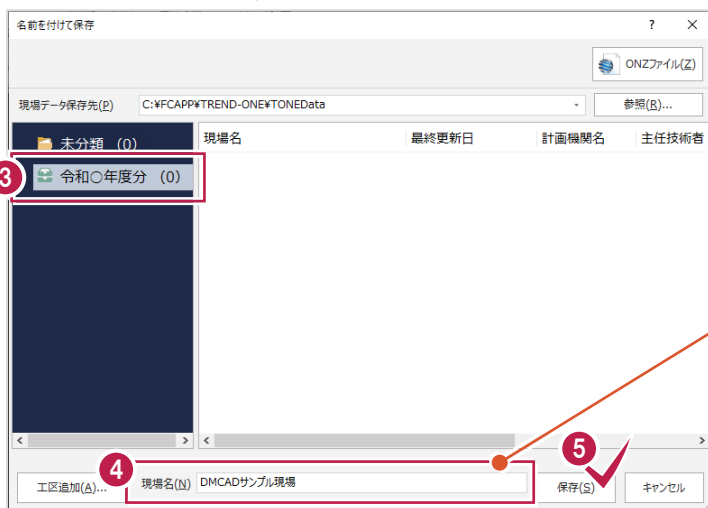 名前を付けて保存
? ×
ONZファイル(Z)
現場データ保存先(P) C:¥FCAPP¥TREND-ONE¥TONEData 参照(R)...
未分類 (0) 現場名 最終更新日 計画機関名 主任技術者
3 令和○年度分 (0)
4 5
工区追加(A)... 現場名(N) DMCADサンプル現場 保存(S) キャンセル